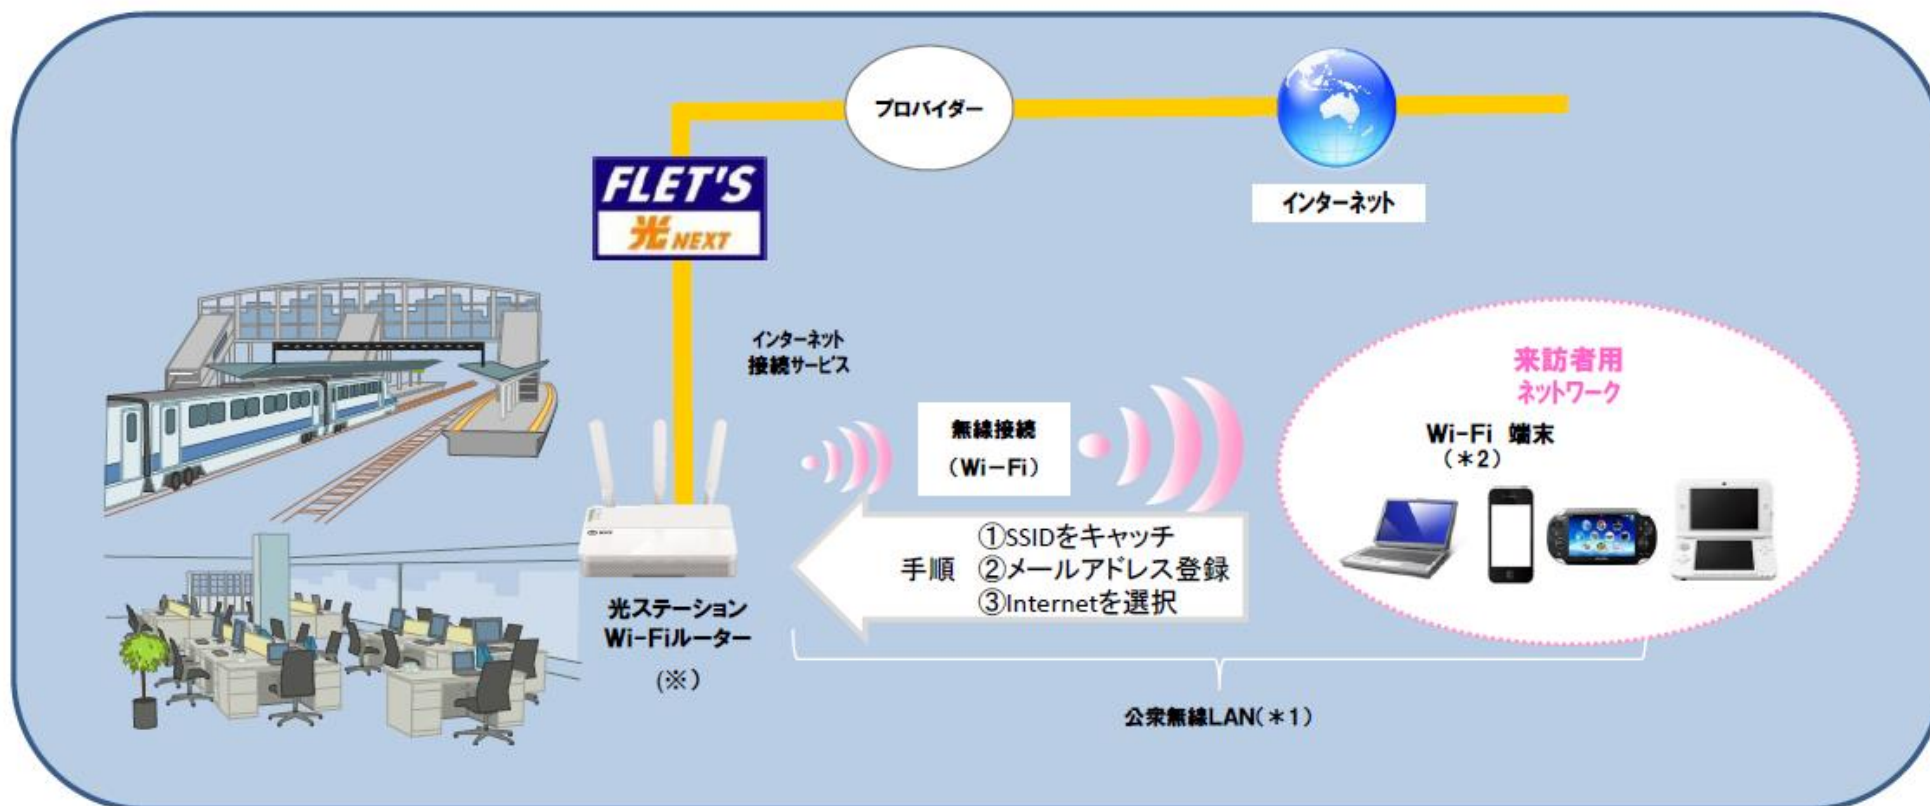 プロバイダー
FLET'S
光 NEXT
インターネット
インターネット
接続サービス
来訪者用
ネットワーク
無線接続
（Wi-Fi）
Wi-Fi 端末
（＊2）
手順
①SSIDをキャッチ
②メールアドレス登録
③Internetを選択
光ステーション
Wi-Fiルーター
(※)
公衆無線LAN(＊1)